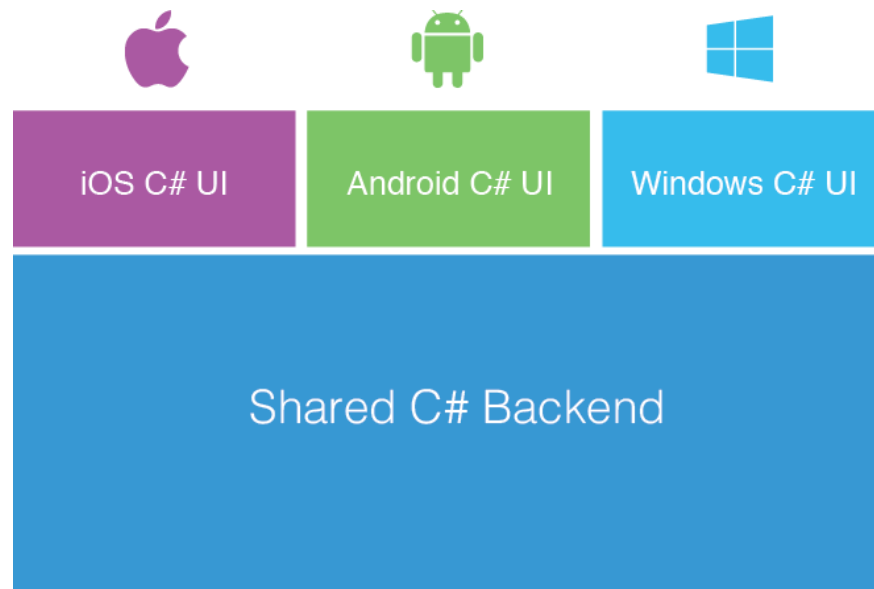 iOS C# UI
Android C# UI
Windows C# UI
Shared C# Backend